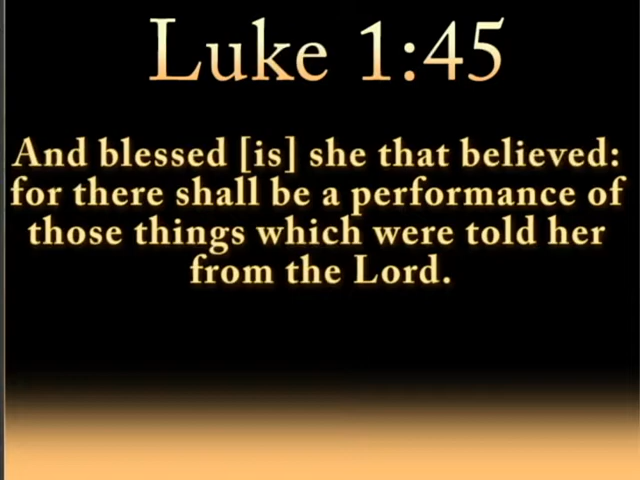 Luke 1:45
And blessed [is] she that believed:
for there shall be a performance of
those things which were told her
from the Lord.